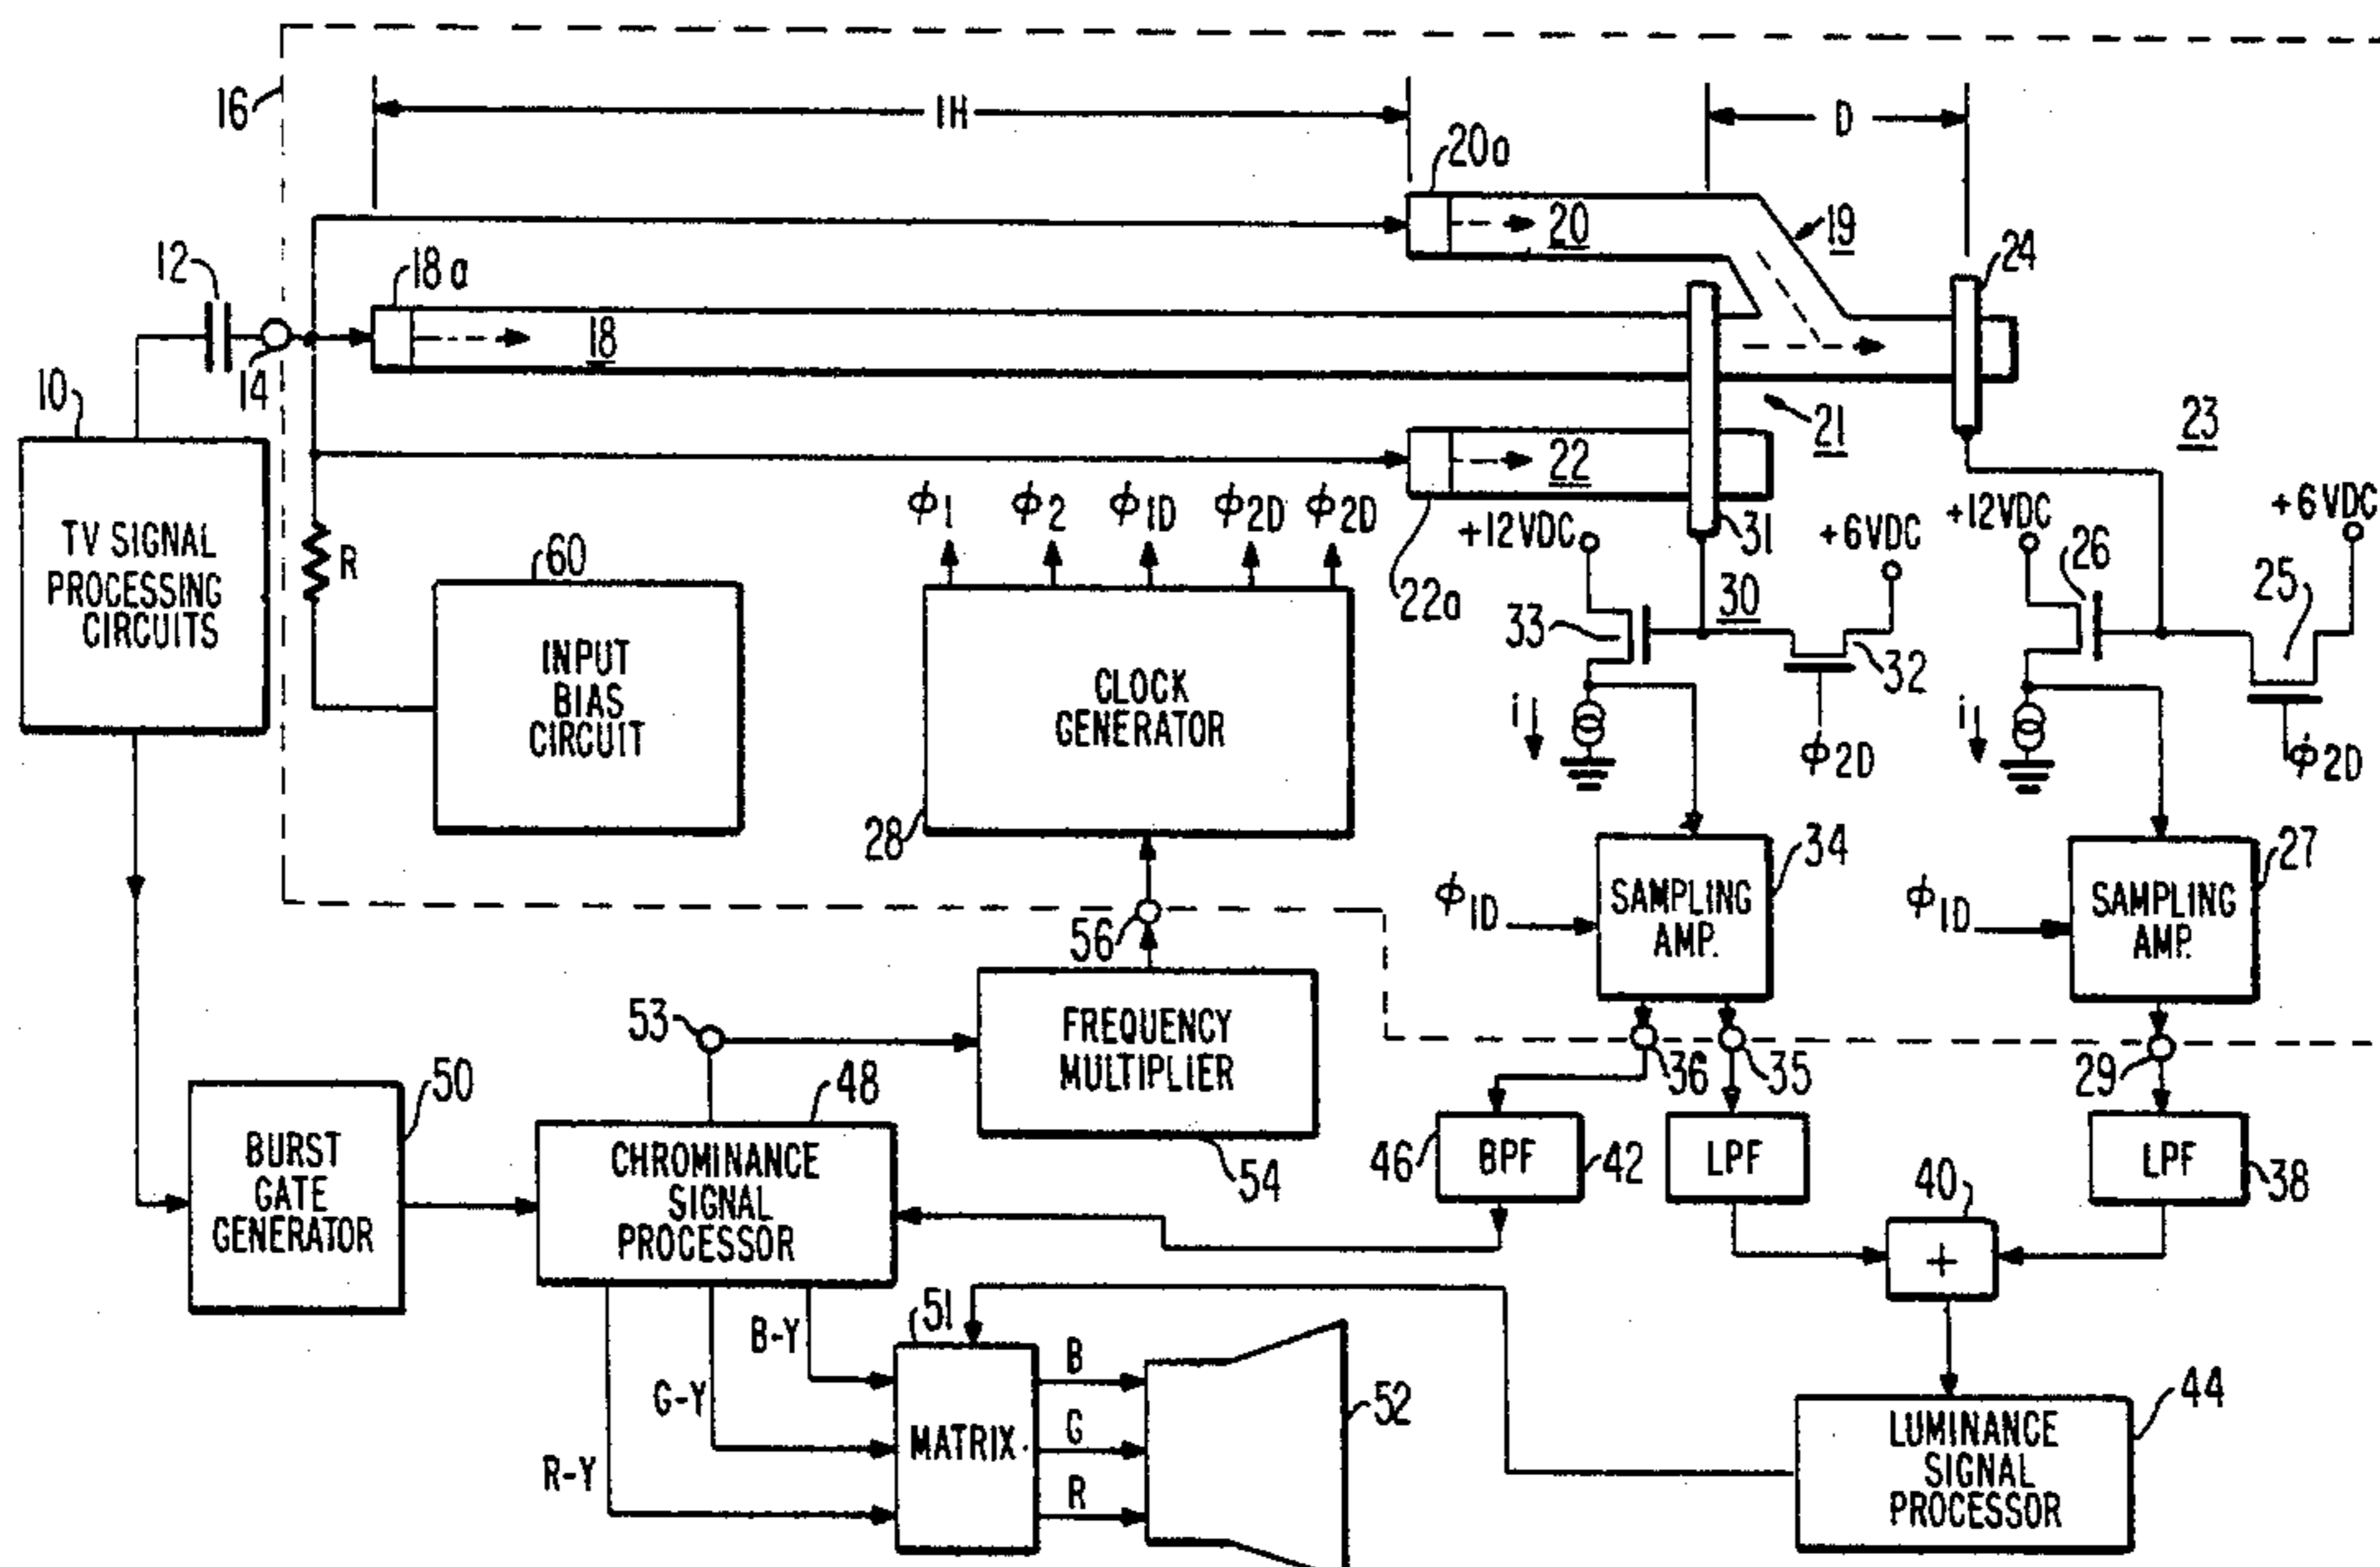 16
1H
D
20a
20
19
24
12
18a
18
14
10
21
23
22
ϕ1
ϕ2
ϕ1D
ϕ2D
ϕ2D
+12VDC
31
+6VDC
+12VDC
+6VDC
TV SIGNAL
PROCESSING
CIRCUITS
R
60
22a
30
26
25
33
32
INPUT
BIAS
CIRCUIT
CLOCK
GENERATOR
i
ϕ2D
i
ϕ2D
28
34
27
ϕ1D
SAMPLING
AMP.
ϕ1D
SAMPLING
AMP.
56
53
FREQUENCY
MULTIPLIER
36
35
29
50
48
54
BURST
GATE
GENERATOR
CHROMINANCE
SIGNAL
PROCESSOR
46
BPF
42
LPF
LPF
38
40
+
51
B-Y
G-Y
R-Y
MATRIX
B
G
R
52
44
LUMINANCE
SIGNAL
PROCESSOR